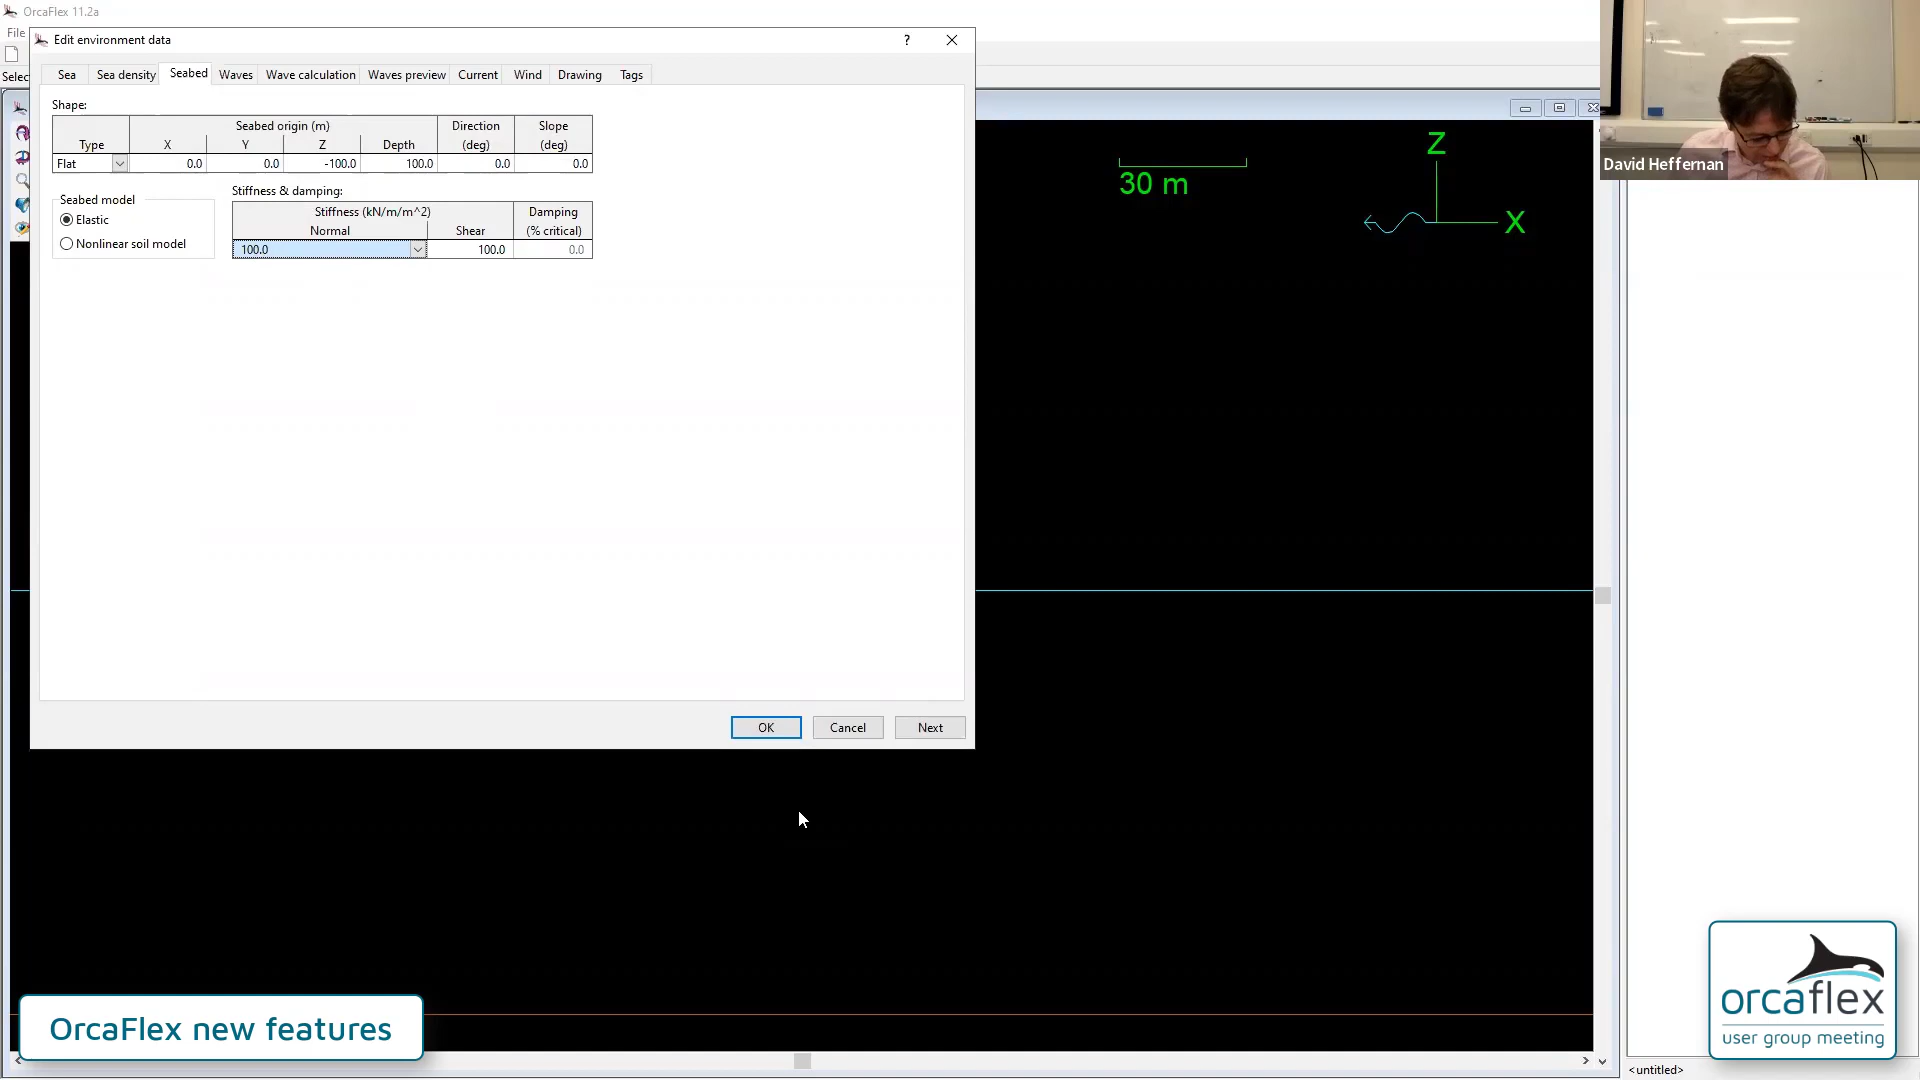 OrcaFlex 11.2a
File
Selec
Edit environment data
?
Sea
Sea density
Seabed
Waves
Wave calculation
Waves preview
Current
Wind
Drawing
Tags
Shape:
Seabed origin (m)
Direction
Slope
Type
X
Y
Z
Depth
(deg)
(deg)
Flat
0.0
0.0
-100.0
100.0
0.0
0.0
Seabed model
Elastic
Nonlinear soil model
Stiffness & damping:
Stiffness (kN/m/m^2)
Damping
Normal
Shear
(% critical)
100.0
100.0
0.0
OK
Cancel
Next
30 m
Z
X
David Heffernan
OrcaFlex new features
orcaflex
user group meeting
<untitled>